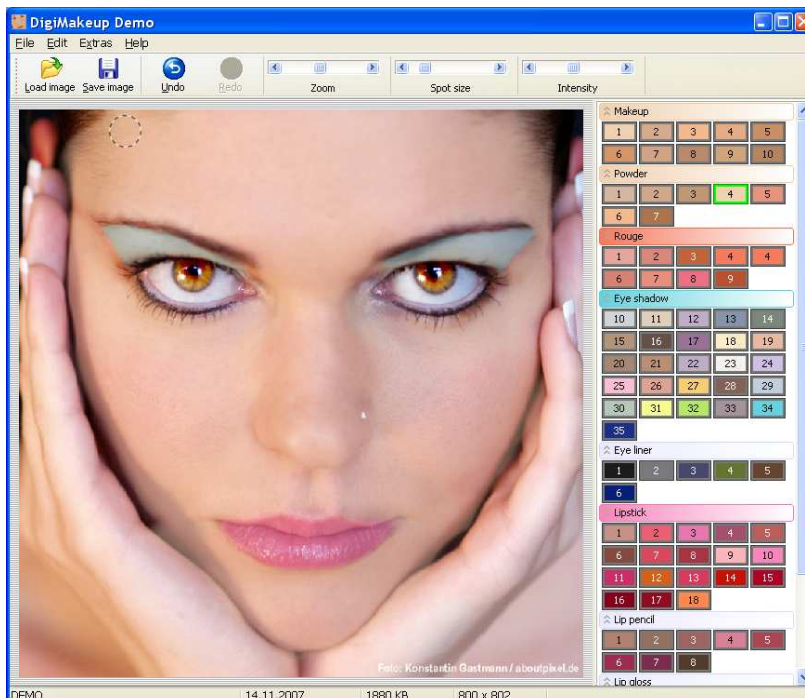 DigiMakeup Demo
File Edit Extras Help
Load image Save image Undo Redo Zoom Spot size Intensity
Makeup
1 2 3 4 5
6 7 8 9 10
Powder
1 2 3 4 5
6 7
Rouge
1 2 3 4 4
6 7 8 9
Eye shadow
10 11 12 13 14
15 16 17 18 19
20 21 22 23 24
25 26 27 28 29
30 31 32 33 34
35
Eye liner
1 2 3 4 5
6
Lipstick
1 2 3 4 5
6 7 8 9 10
11 12 13 14 15
16 17 18
Lip pencil
1 2 3 4 5
6 7 8
Lip gloss
Foto: Konstantin Gastmann / aboutpixel.de
DEMO 14.11.2007 1880 KB 800 x 802